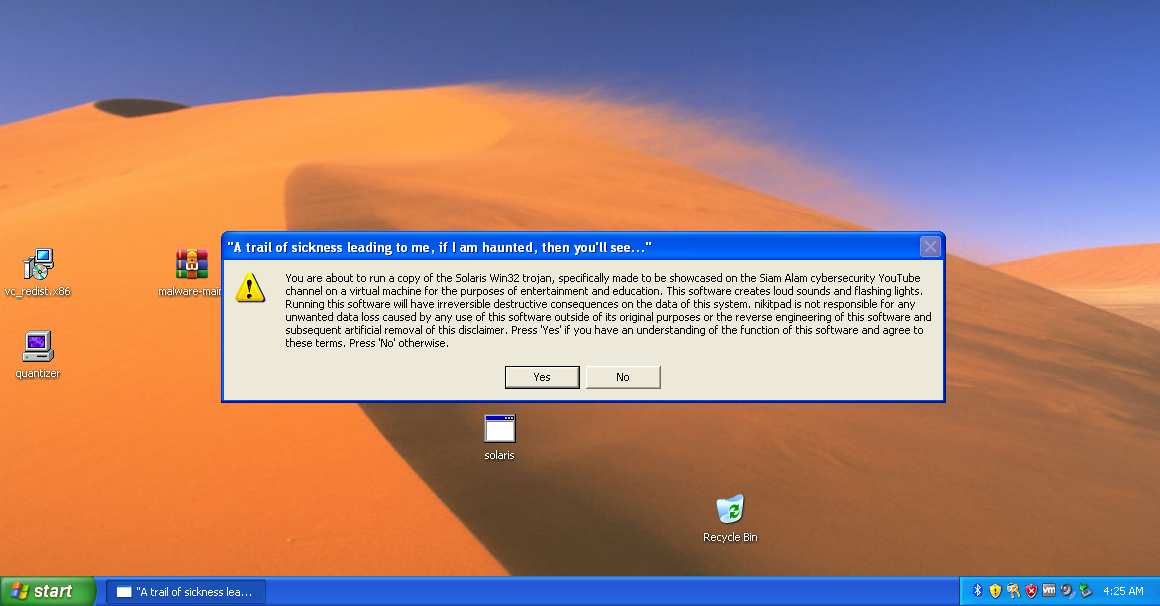 "A trail of sickness leading to me, if I am haunted, then you'll see..."
You are about to run a copy of the Solaris Win32 trojan, specifically made to be showcased on the Siam Alam cybersecurity YouTube
channel on a virtual machine for the purposes of entertainment and education. This software creates loud sounds and flashing lights.
Running this software will have irreversible destructive consequences on the data of this system. nikitpad is not responsible for any
unwanted data loss caused by any use of this software outside of its original purposes or the reverse engineering of this software and
subsequent artificial removal of this disclaimer. Press 'Yes' if you have an understanding of the function of this software and agree to
these terms. Press 'No' otherwise.
Yes
No
vc_redist.x86
malware-mai
quantizer
solaris
Recycle Bin
start
"A trail of sickness lea...
vm
4:25 AM